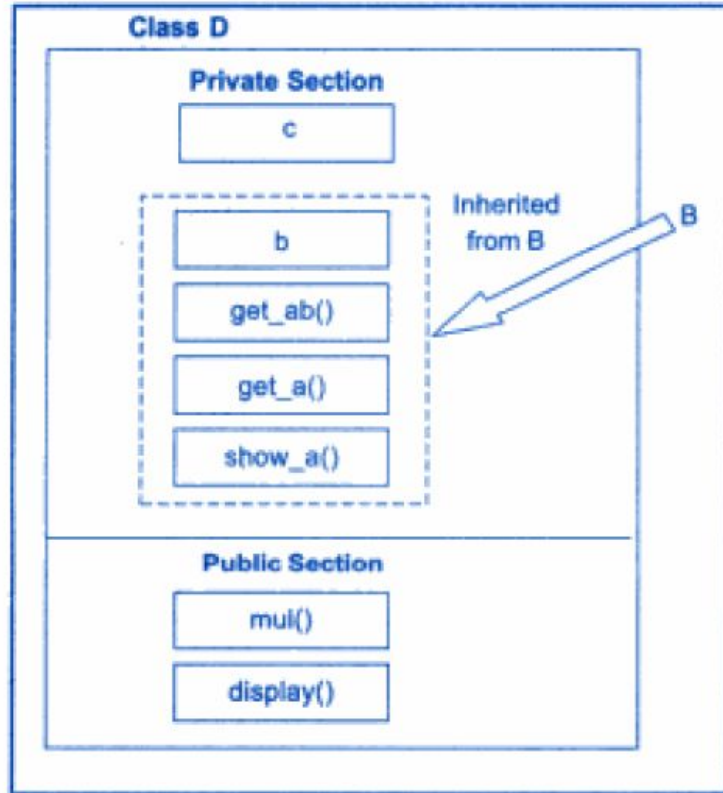 Class D
Private Section
c
Inherited
from B
B
b
get_ab()
get_a()
show_a()
Public Section
mul()
display()